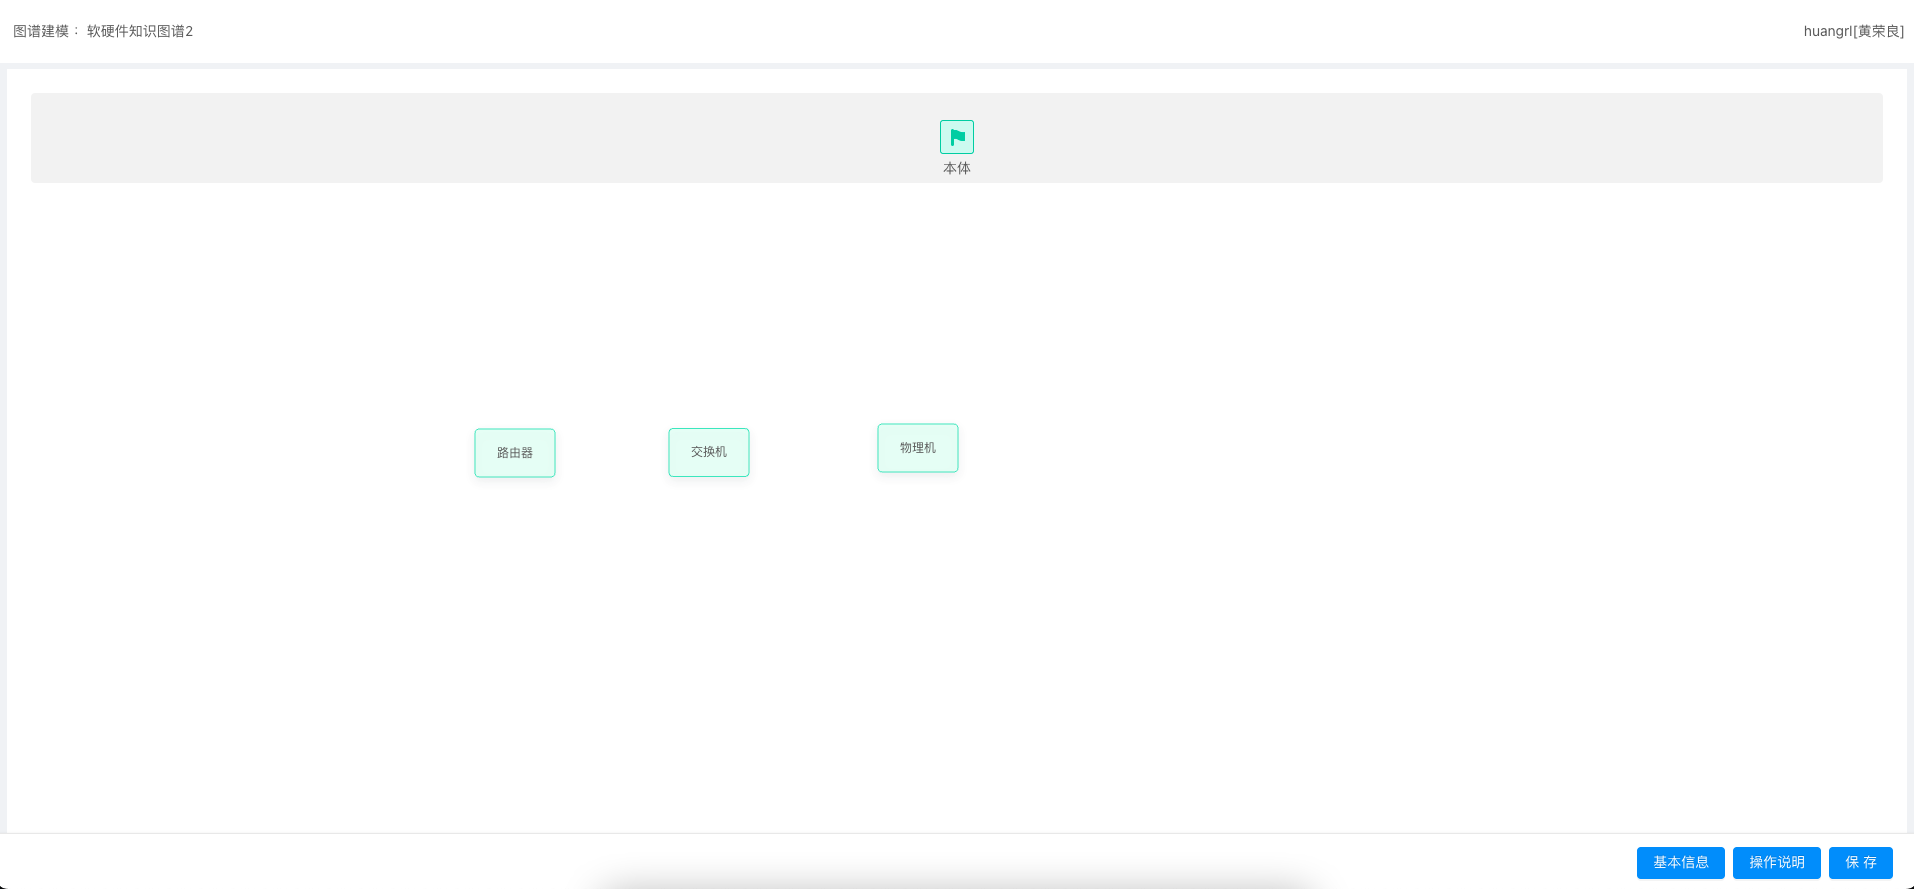 图谱建模： 软硬件知识图谱2
huangrl[黄荣良]
本体
路由器
交换机
物理机
基本信息
操作说明
保 存